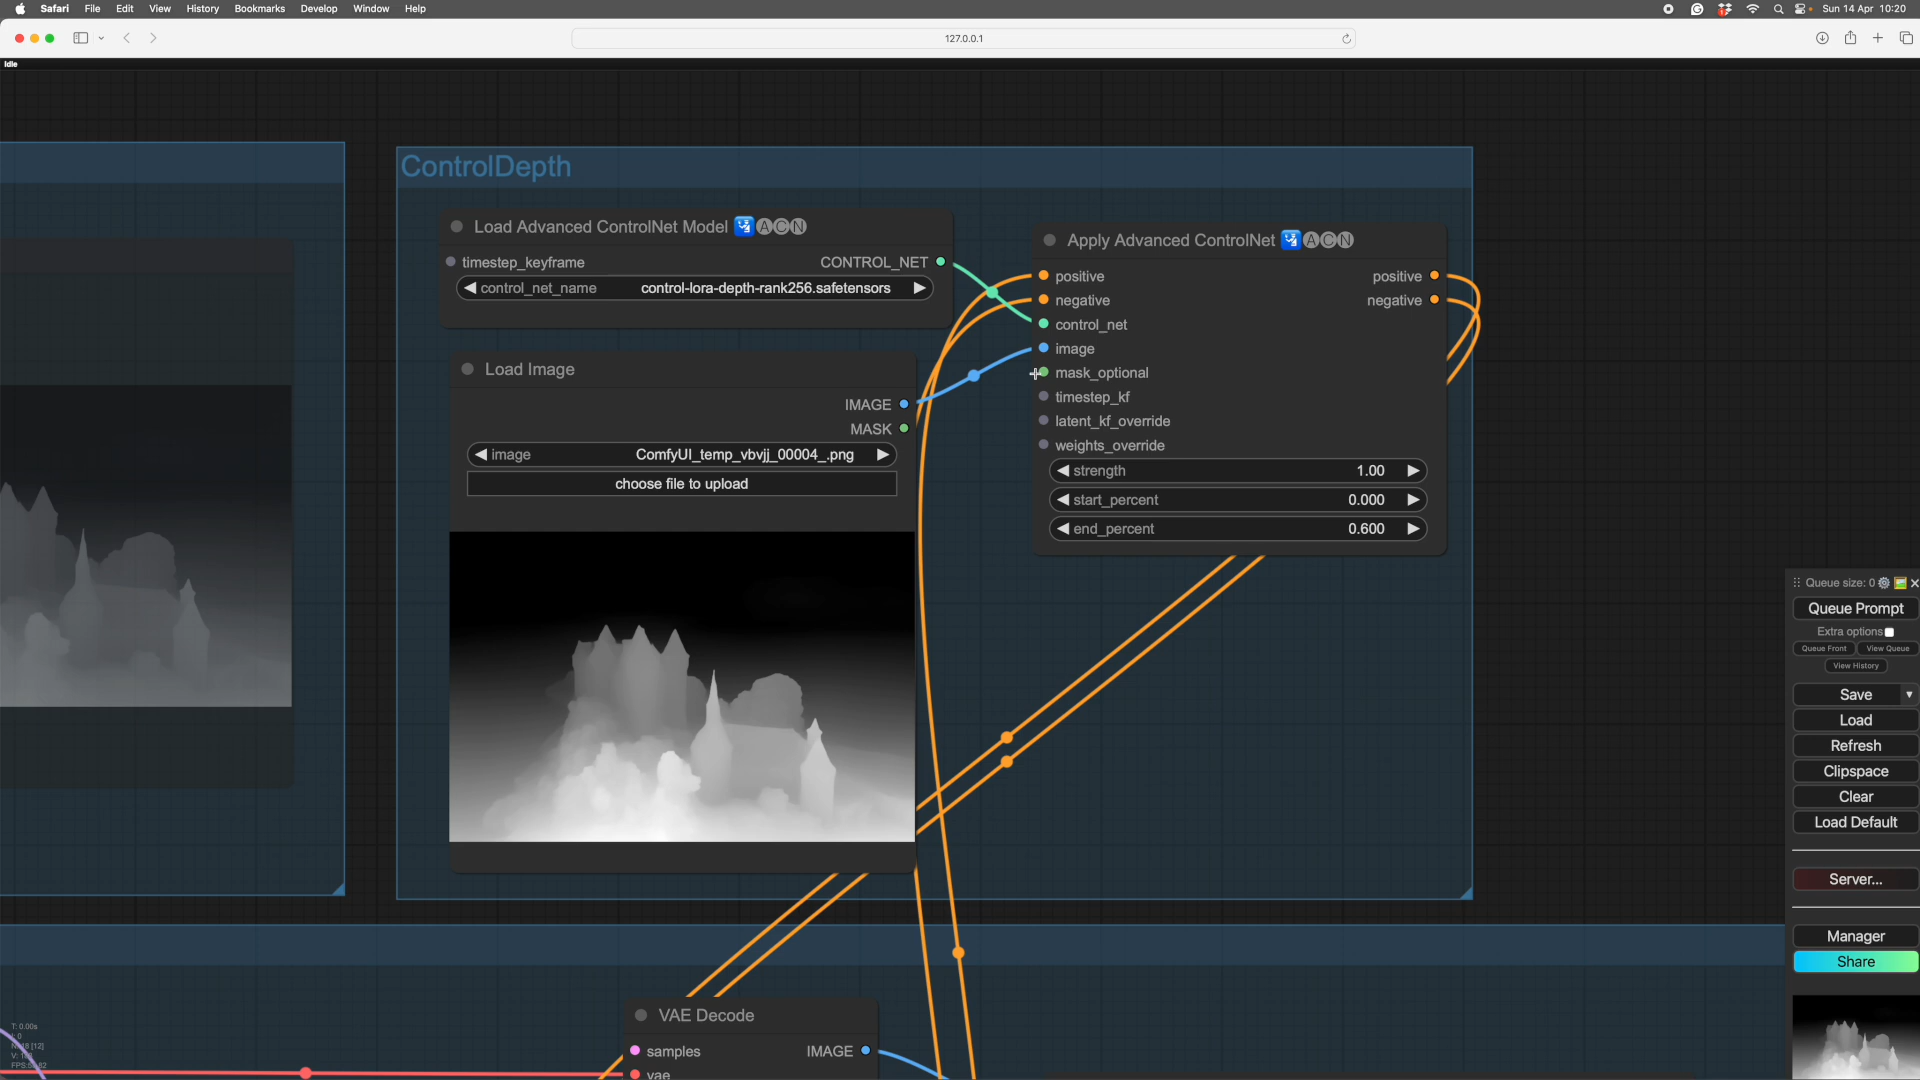 Safari File Edit View History Bookmarks Develop Window Help
Sun 14 Apr 10:20
127.0.0.1
Idle
ControlDepth
Load Advanced ControlNet Model ACN
timestep_keyframe CONTROL_NET
control_net_name control-lora-depth-rank256.safetensors
Load Image
IMAGE
MASK
image ComfyUI_temp_vbvjj_00004_.png
choose file to upload
Apply Advanced ControlNet ACN
positive positive
negative negative
control_net
image
mask_optional
timestep_kf
latent_kf_override
weights_override
strength 1.00
start_percent 0.000
end_percent 0.600
Queue size: 0
Queue Prompt
Extra options
Queue Front View Queue
View History
Save
Load
Refresh
Clipspace
Clear
Load Default
Server...
Manager
Share
VAE Decode
samples IMAGE
vae
T: 0.00s